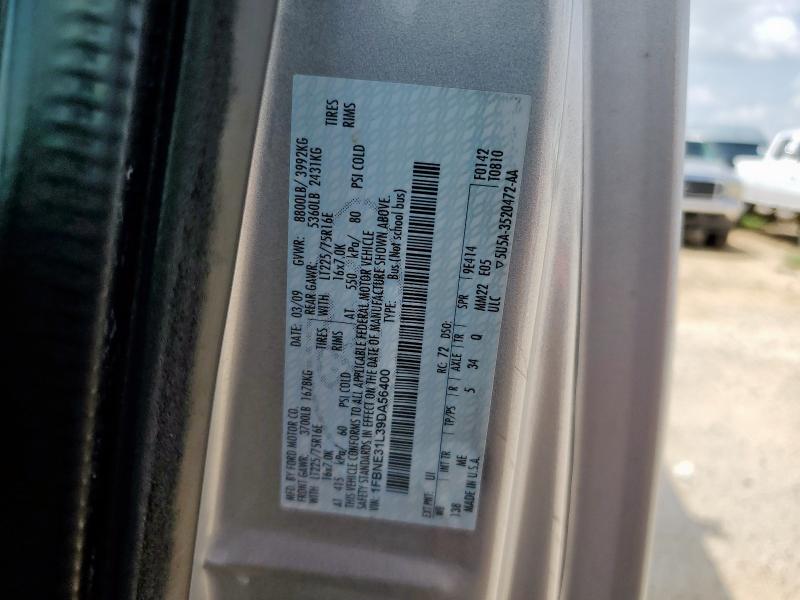 MFD. BY FORD MOTOR CO. DATE: 03/09 GVWR: 8800LB/ 3992KG
FRONT GAWR: 3700LB 1678KG REAR GAWR: 5360LB 2431KG
WITH LT225/75R16E TIRES WITH LT225/75R16E TIRES
16x7.0K RIMS 16x7.0K RIMS
AT 415 kPa/ 60 PSI COLD AT 550 kPa/ 80 PSI COLD
THIS VEHICLE CONFORMS TO ALL APPLICABLE FEDERAL MOTOR VEHICLE
SAFETY STANDARDS IN EFFECT ON THE DATE OF MANUFACTURE SHOWN ABOVE.
VIN: 1FBNE31L39DA56400 TYPE: Bus (Not school bus)
EXT PNT: UI RC: 72 DSO: F0142
WB INT TR TP/PS R AXLE TR SPR 9E414 T0810
138 ME 5 34 Q MM22 E05
MADE IN U.S.A. ULC ▽5U5A-3520472-AA